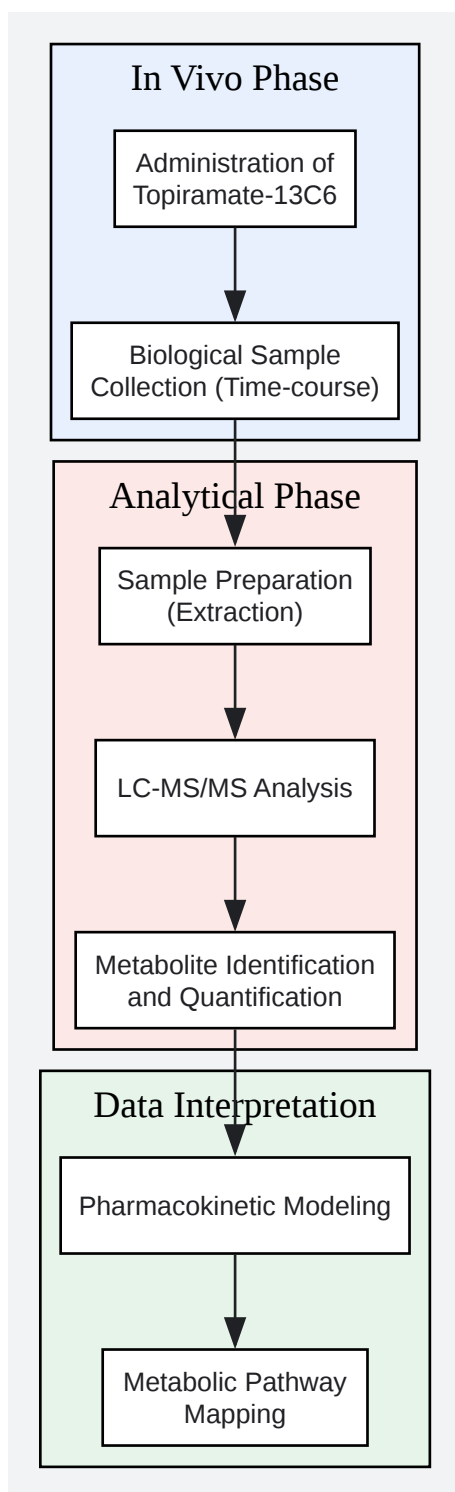 In Vivo Phase
Administration of
Topiramate-13C6
Biological Sample
Collection (Time-course)
Analytical Phase
Sample Preparation
(Extraction)
LC-MS/MS Analysis
Metabolite Identification
and Quantification
Data Interpretation
Pharmacokinetic Modeling
Metabolic Pathway
Mapping